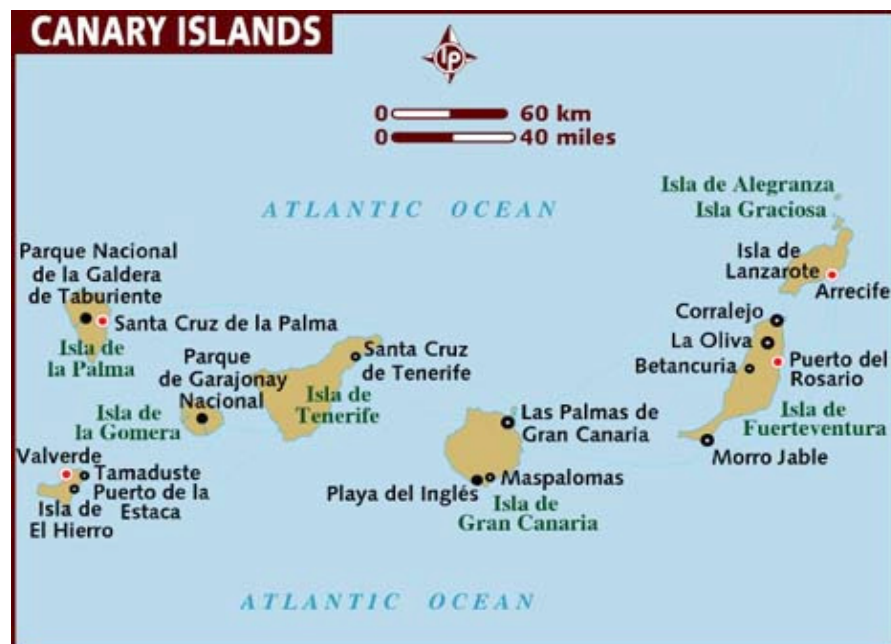 CANARY ISLANDS
lp
0 60 km
0 40 miles
ATLANTIC OCEAN
Isla de Alegranza
Isla Graciosa
Parque Nacional
de la Galdera
de Taburiente
Santa Cruz de la Palma
Isla de
la Palma
Parque
de Garajonay
Nacional
Isla de
la Gomera
Santa Cruz
de Tenerife
Isla de
Tenerife
Isla de
Lanzarote
Arrecife
Corralejo
La Oliva
Betancuria
Puerto del
Rosario
Isla de
Fuerteventura
Morro Jable
Las Palmas de
Gran Canaria
Maspalomas
Playa del Inglés
Isla de
Gran Canaria
Valverde
Tamaduste
Puerto de la
Estaca
Isla de
El Hierro
ATLANTIC OCEAN